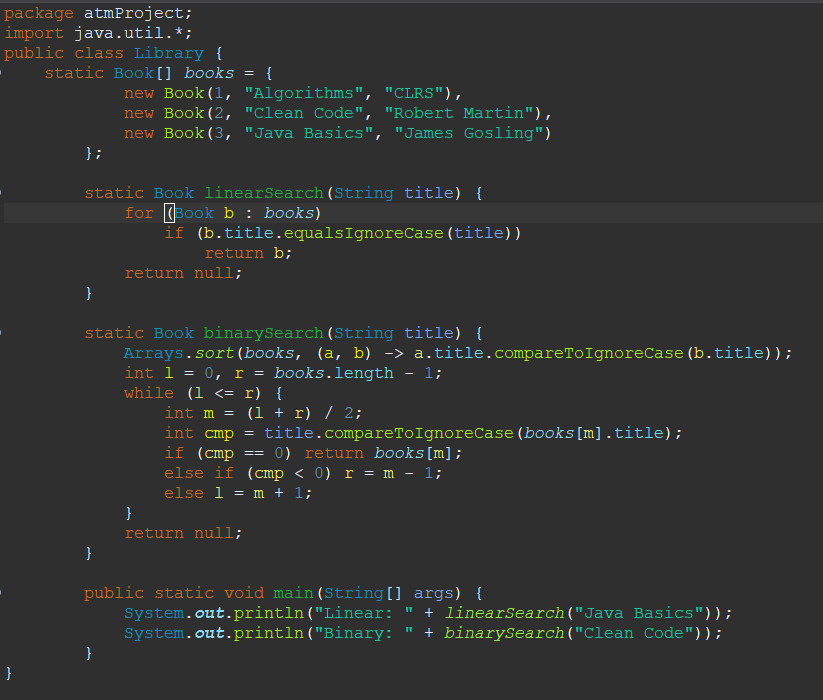 package atmProject;
import java.util.*;
public class Library {
    static Book[] books = {
            new Book(1, "Algorithms", "CLRS"),
            new Book(2, "Clean Code", "Robert Martin"),
            new Book(3, "Java Basics", "James Gosling")
        };

        static Book linearSearch(String title) {
            for (Book b : books)
                if (b.title.equalsIgnoreCase(title))
                    return b;
            return null;
        }

        static Book binarySearch(String title) {
            Arrays.sort(books, (a, b) -> a.title.compareToIgnoreCase(b.title));
            int l = 0, r = books.length - 1;
            while (l <= r) {
                int m = (l + r) / 2;
                int cmp = title.compareToIgnoreCase(books[m].title);
                if (cmp == 0) return books[m];
                else if (cmp < 0) r = m - 1;
                else l = m + 1;
            }
            return null;
        }

        public static void main(String[] args) {
            System.out.println("Linear: " + linearSearch("Java Basics"));
            System.out.println("Binary: " + binarySearch("Clean Code"));
        }
}